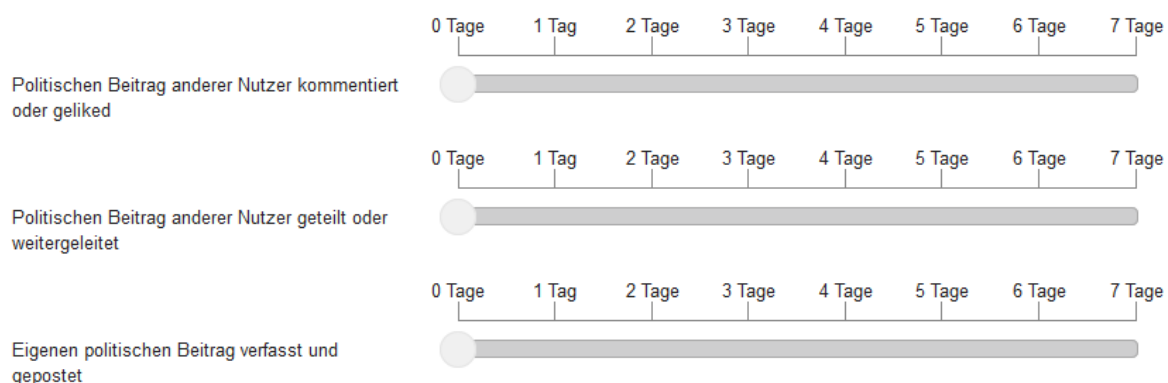 0 Tage 1 Tag 2 Tage 3 Tage 4 Tage 5 Tage 6 Tage 7 Tage
Politischen Beitrag anderer Nutzer kommentiert
oder geliked
0 Tage 1 Tag 2 Tage 3 Tage 4 Tage 5 Tage 6 Tage 7 Tage
Politischen Beitrag anderer Nutzer geteilt oder
weitergeleitet
0 Tage 1 Tag 2 Tage 3 Tage 4 Tage 5 Tage 6 Tage 7 Tage
Eigenen politischen Beitrag verfasst und
gepostet